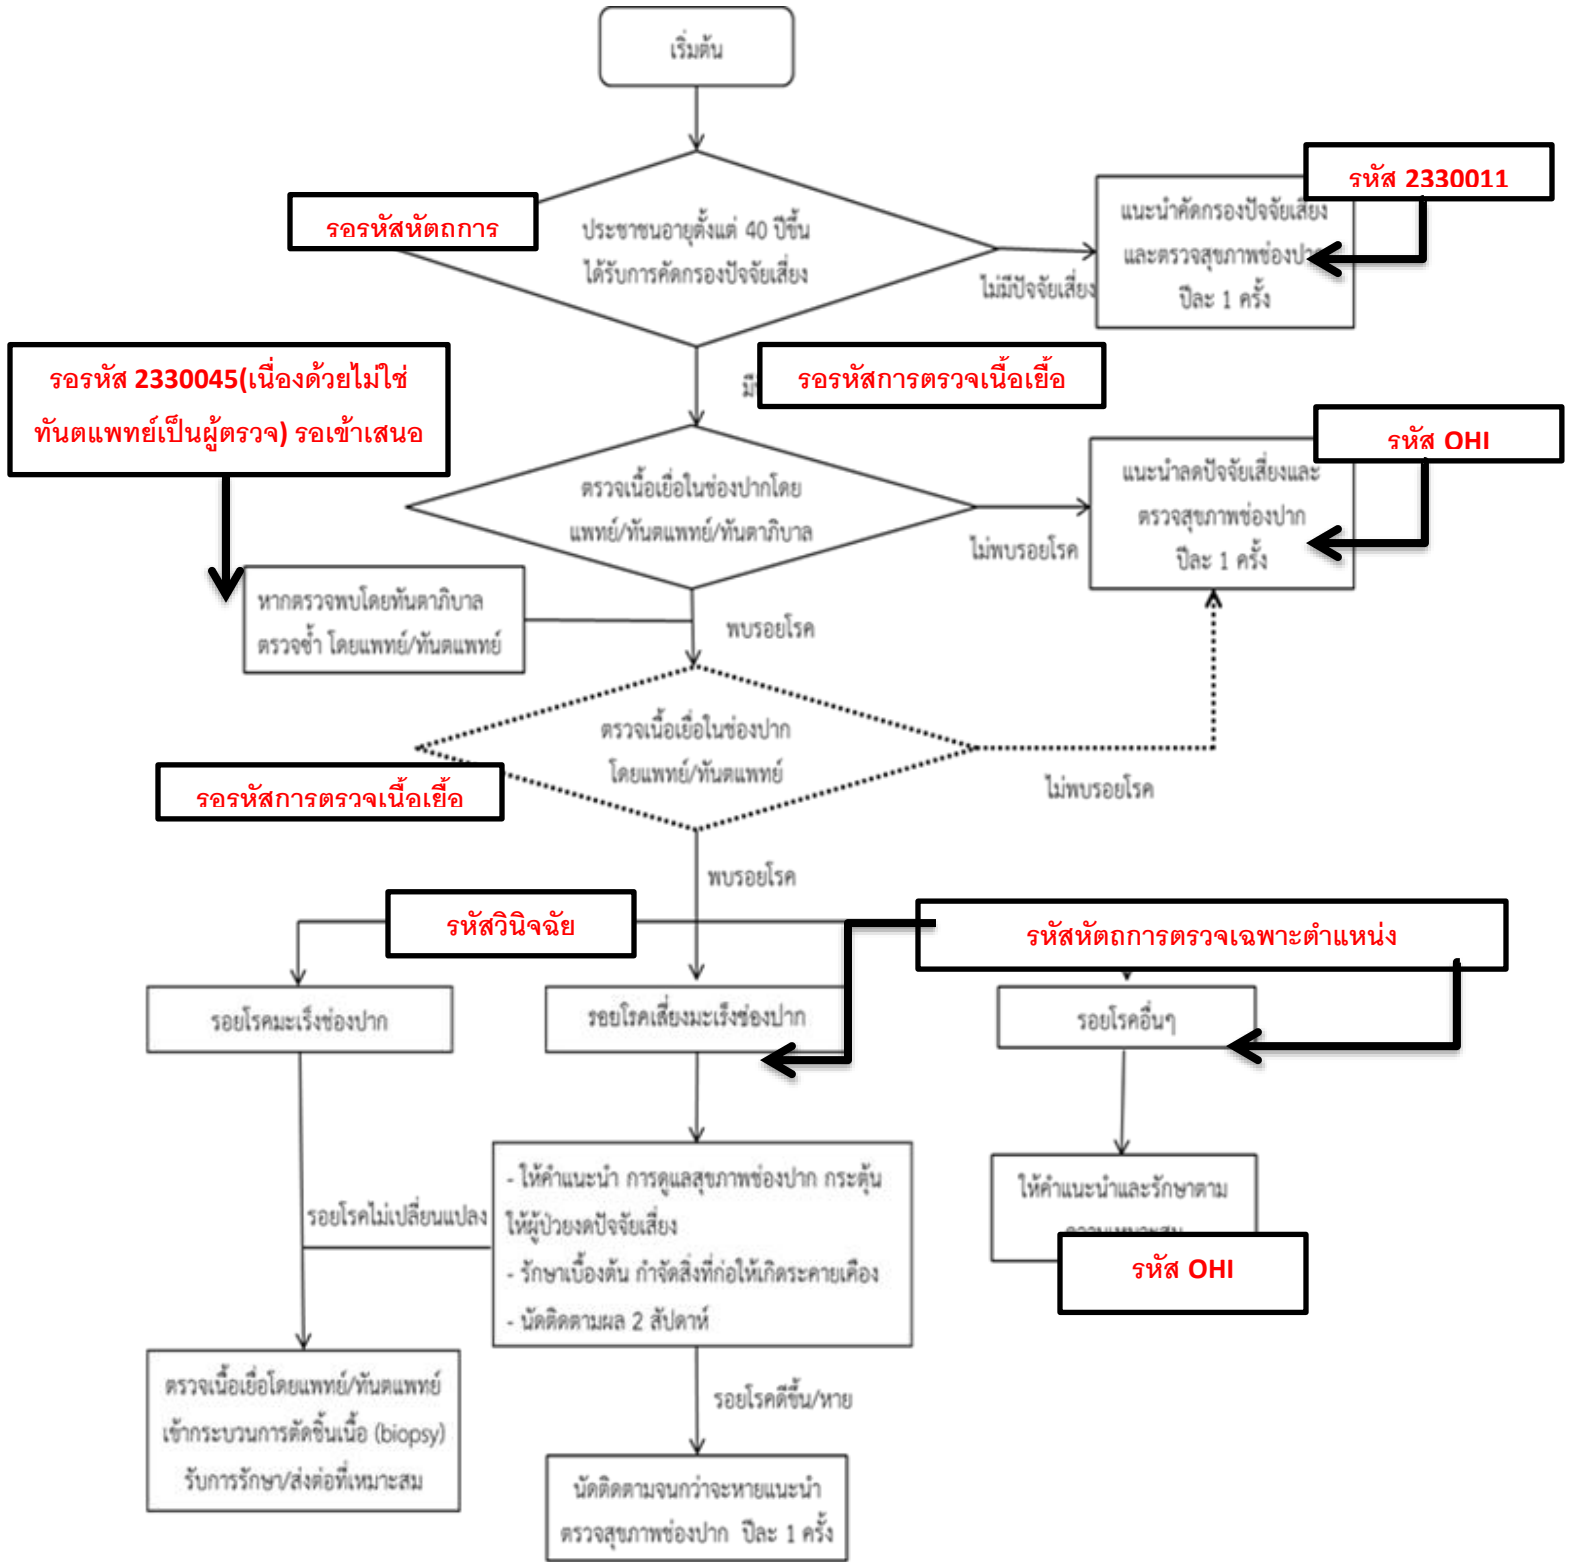 เริ่มต้น
รหัส 2330011
รอรหัสหัตถการ
ประชาชนอายุตั้งแต่ 40 ปีขึ้น
ได้รับการคัดกรองปัจจัยเสี่ยง
ไม่มีปัจจัยเสี่ยง
แนะนำคัดกรองปัจจัยเสี่ยง
และตรวจสุขภาพช่องปาก
ปีละ 1 ครั้ง
รอรหัส 2330045(เนื่องด้วยไม่ใช่
ทันตแพทย์เป็นผู้ตรวจ) รอเข้าเสนอ
รอรหัสการตรวจเนื้อเยื้อ
รหัส OHI
ตรวจเนื้อเยื่อในช่องปากโดย
แพทย์/ทันตแพทย์/ทันตาภิบาล
ไม่พบรอยโรค
แนะนำลดปัจจัยเสี่ยงและ
ตรวจสุขภาพช่องปาก
ปีละ 1 ครั้ง
หากตรวจพบโดยทันตาภิบาล
ตรวจซ้ำ โดยแพทย์/ทันตแพทย์
พบรอยโรค
ตรวจเนื้อเยื่อในช่องปาก
โดยแพทย์/ทันตแพทย์
รอรหัสการตรวจเนื้อเยื้อ
ไม่พบรอยโรค
พบรอยโรค
รหัสวินิจฉัย
รหัสหัตถการตรวจเฉพาะตำแหน่ง
รอยโรคมะเร็งช่องปาก
รอยโรคเสี่ยงมะเร็งช่องปาก
รอยโรคอื่นๆ
รอยโรคไม่เปลี่ยนแปลง
- ให้คำแนะนำ การดูแลสุขภาพช่องปาก กระตุ้น
ให้ผู้ป่วยงดปัจจัยเสี่ยง
- รักษาเบื้องต้น กำจัดสิ่งที่ก่อให้เกิดระคายเคือง
- นัดติดตามผล 2 สัปดาห์
ให้คำแนะนำและรักษาตาม
รหัส OHI
ตรวจเนื้อเยื่อโดยแพทย์/ทันตแพทย์
เข้ากระบวนการตัดชิ้นเนื้อ (biopsy)
รับการรักษา/ส่งต่อที่เหมาะสม
รอยโรคดีขึ้น/หาย
นัดติดตามจนกว่าจะหายแนะนำ
ตรวจสุขภาพช่องปาก ปีละ 1 ครั้ง